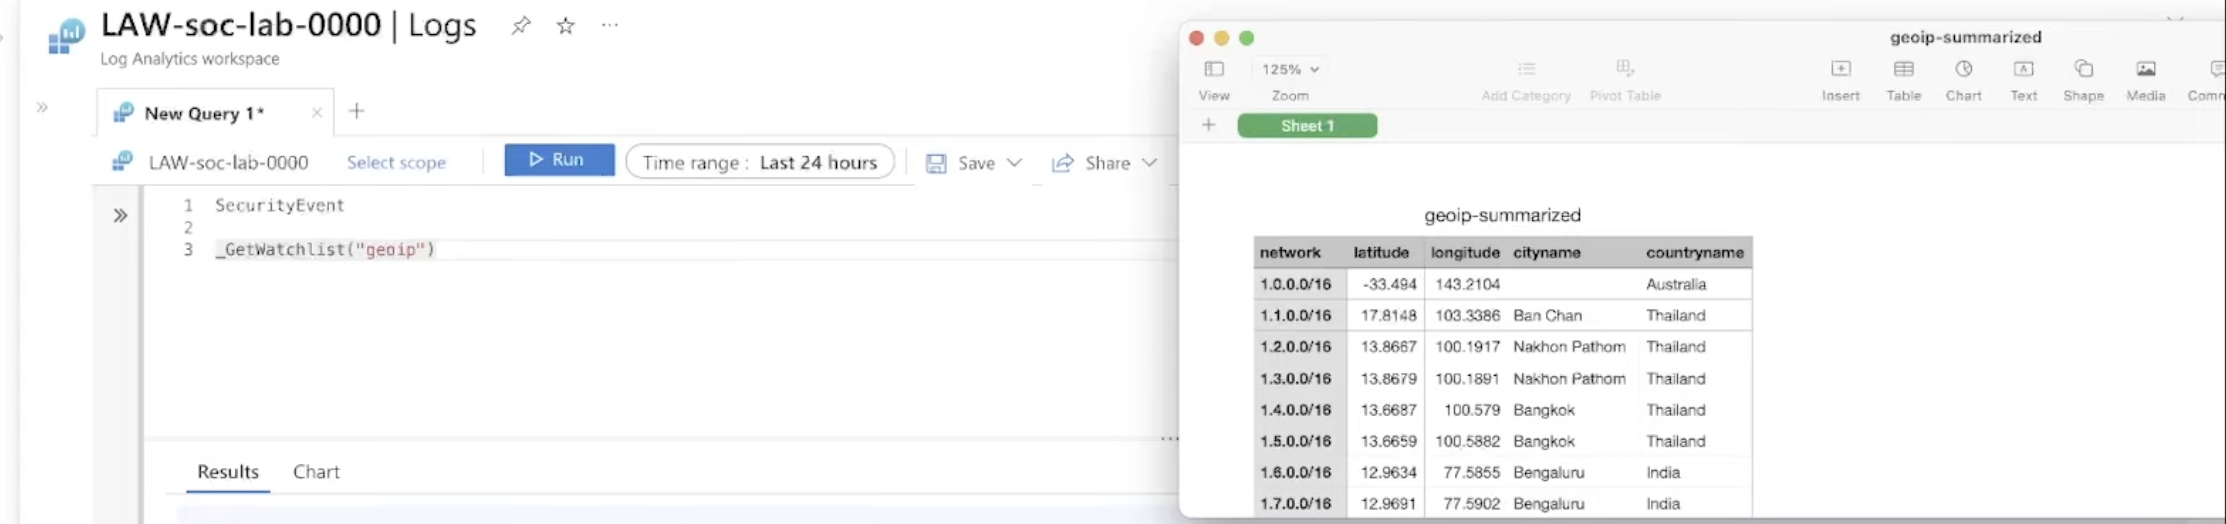 LAW-soc-lab-0000 | Logs
Log Analytics workspace
New Query 1*
LAW-soc-lab-0000 Select scope Run Time range : Last 24 hours Save Share
1 SecurityEvent
2
3 _GetWatchlist("geoip")
Results Chart
geoip-summarized
125%
View Zoom Add Category Pivot Table Insert Table Chart Text Shape Media
Sheet 1
geoip-summarized
network latitude longitude cityname countryname
1.0.0.0/16 -33.494 143.2104 Australia
1.1.0.0/16 17.8148 103.3386 Ban Chan Thailand
1.2.0.0/16 13.8667 100.1917 Nakhon Pathom Thailand
1.3.0.0/16 13.8679 100.1891 Nakhon Pathom Thailand
1.4.0.0/16 13.6687 100.579 Bangkok Thailand
1.5.0.0/16 13.6659 100.5882 Bangkok Thailand
1.6.0.0/16 12.9634 77.5855 Bengaluru India
1.7.0.0/16 12.9691 77.5902 Bengaluru India